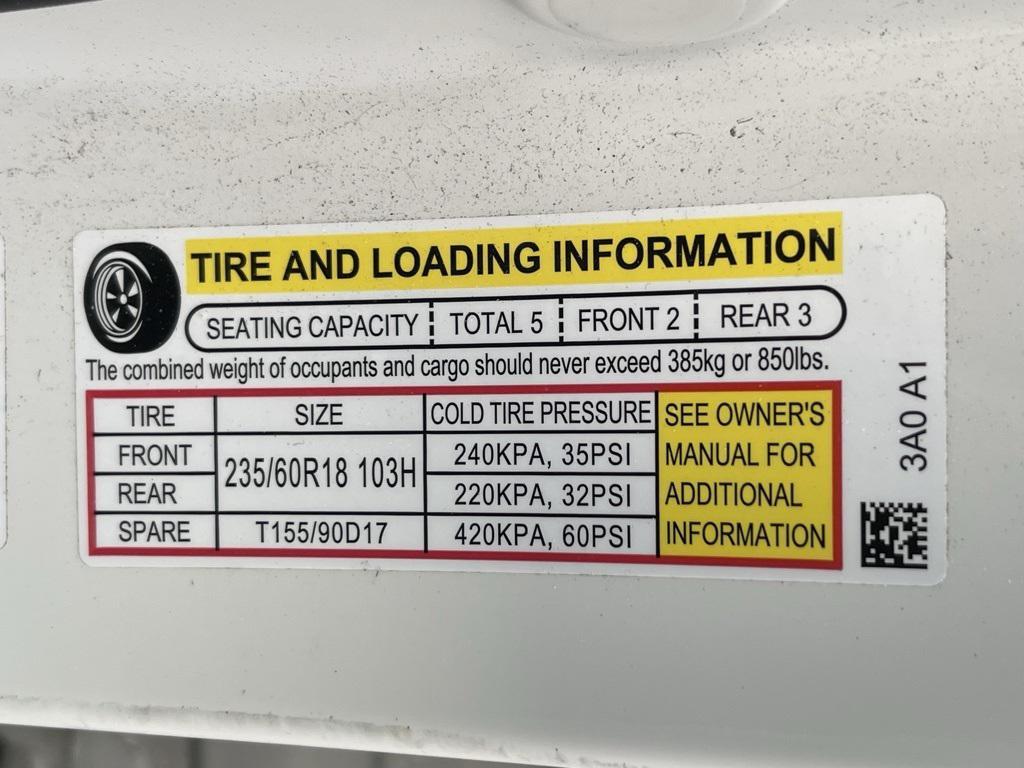 TIRE AND LOADING INFORMATION
SEATING CAPACITY TOTAL 5 FRONT 2 REAR 3
The combined weight of occupants and cargo should never exceed 385kg or 850lbs.
TIRE SIZE COLD TIRE PRESSURE
FRONT 235/60R18 103H 240KPA, 35PSI
REAR 220KPA, 32PSI
SPARE T155/90D17 420KPA, 60PSI
SEE OWNER'S
MANUAL FOR
ADDITIONAL
INFORMATION
3A0 A1